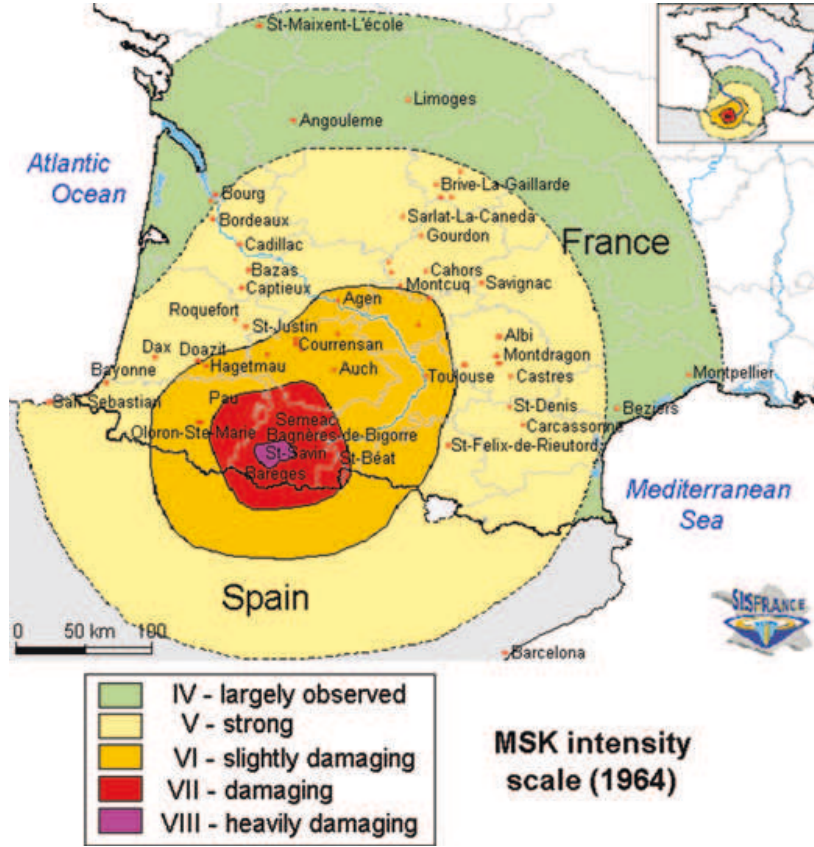 St-Maixent-L'école
Limoges
Angouleme
Atlantic
Ocean
Brive-La-Gaillarde
Bourg
Bordeaux
Sarlat-La-Caneda
Gourdon
France
Cadillac
Bazas
Cahors
Captieux
Montcuq
Savignac
Agen
Roquefort
St-Justin
Albi
Courrensan
Dax
Doazit
Montdragon
Hagetmau
Auch
Toulouse
Castres
Montpellier
Bayonne
San Sebastian
Pau
St-Denis
Beziers
Semeac
Oloron-Ste-Marie
Carcassonne
Bagnères-de-Bigorre
St-Savin
St-Béat
St-Felix-de-Rieutord
Barèges
Mediterranean
Sea
Spain
SISFRANCE
0 50 km 100
Barcelona
IV - largely observed
V - strong
VI - slightly damaging
VII - damaging
VIII - heavily damaging
MSK intensity
scale (1964)